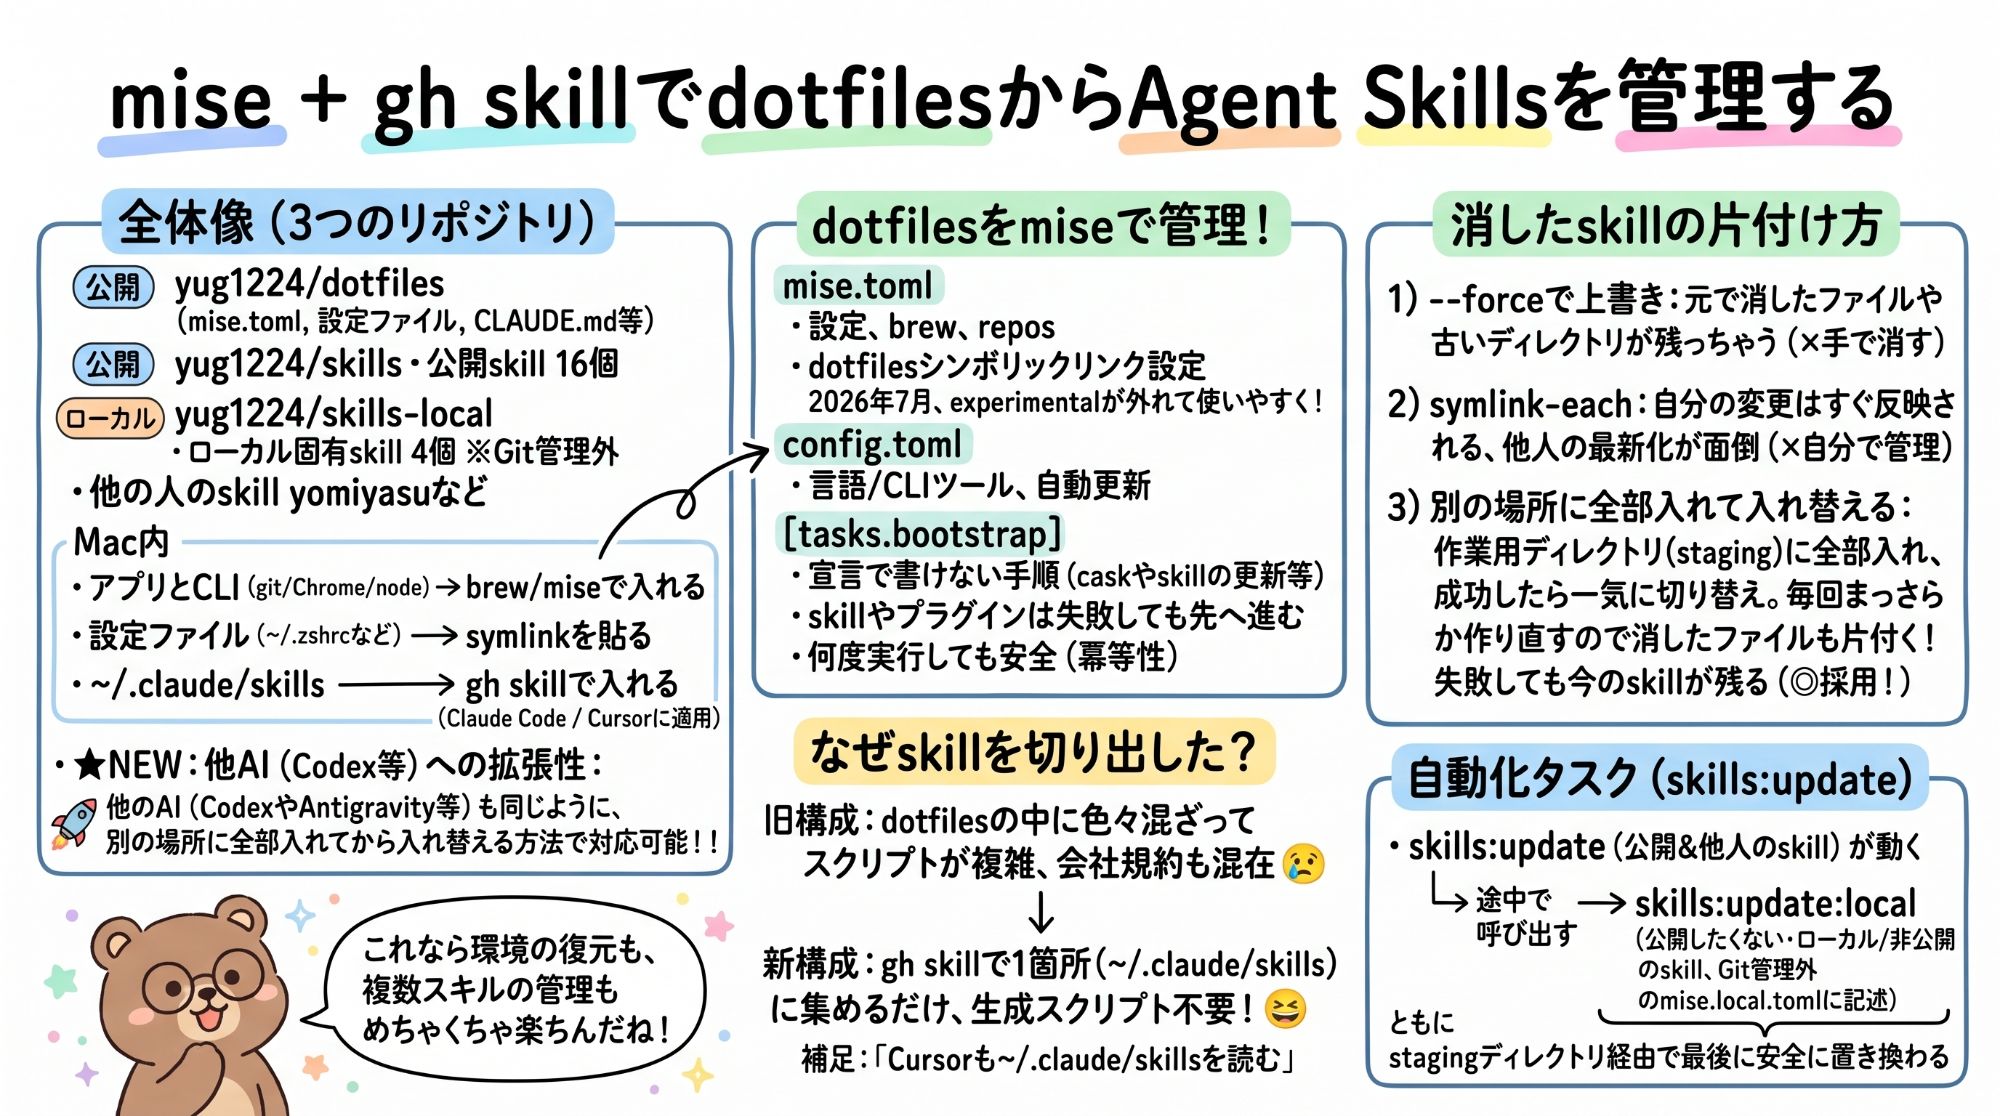 mise + gh skillでdotfilesからAgent Skillsを管理する
全体像（3つのリポジトリ）
公開 yug1224/dotfiles
（mise.toml, 設定ファイル, CLAUDE.md等）
公開 yug1224/skills・公開skill 16個
ローカル yug1224/skills-local
・ローカル固有skill 4個 ※Git管理外
・他の人のskill yomiyasuなど
Mac内
・アプリとCLI（git/Chrome/node）→brew/miseで入れる
・設定ファイル（~/.zshrcなど）→symlinkを貼る
・~/.claude/skills → gh skillで入れる
（Claude Code / Cursorに適用）
・★NEW：他AI（Codex等）への拡張性：
🚀 他のAI（CodexやAntigravity等）も同じように、
別の場所に全部入れてから入れ替える方法で対応可能！！
これなら環境の復元も、
複数スキルの管理も
めちゃくちゃ楽ちんだね！
dotfilesをmiseで管理！
mise.toml
・設定、brew、repos
・dotfilesシンボリックリンク設定
2026年7月、experimentalが外れて使いやすく！
config.toml
・言語/CLIツール、自動更新
[tasks.bootstrap]
・宣言で書けない手順（caskやskillの更新等）
・skillやプラグインは失敗しても先へ進む
・何度実行しても安全（冪等性）
なぜskillを切り出した？
旧構成：dotfilesの中に色々混ざって
スクリプトが複雑、会社規約も混在😢
↓
新構成：gh skillで1箇所（~/.claude/skills）
に集めるだけ、生成スクリプト不要！😆
補足：「Cursorも~/.claude/skillsを読む」
消したskillの片付け方
1) --forceで上書き：元で消したファイルや
古いディレクトリが残っちゃう（×手で消す）
2) symlink-each：自分の変更はすぐ反映さ
れる、他人の最新化が面倒（×自分で管理）
3) 別の場所に全部入れて入れ替える：
作業用ディレクトリ(staging)に全部入れ、
成功したら一気に切り替え。毎回まっさら
か作り直すので消したファイルも片付く！
失敗しても今のskillが残る（◎採用！）
自動化タスク（skills:update）
・skills:update（公開&他人のskill）が動く
途中で
呼び出す → skills:update:local
（公開したくない・ローカル/非公開
のskill、Git管理外
のmise.local.tomlに記述）
ともに
stagingディレクトリ経由で最後に安全に置き換わる